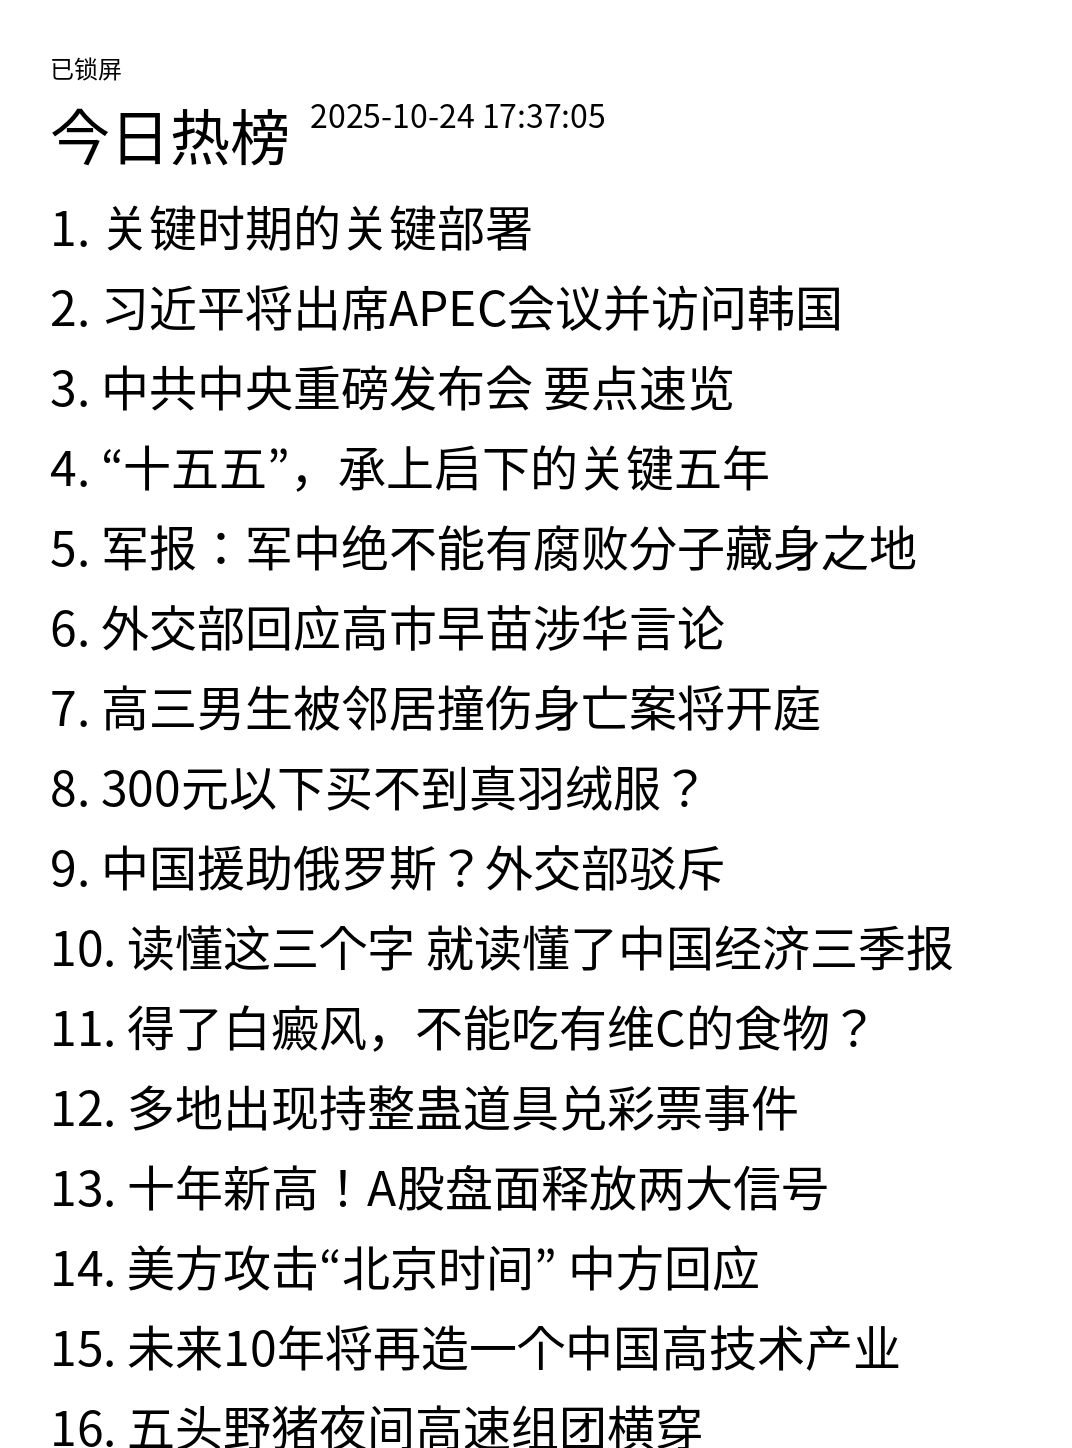 已锁屏
今日热榜 2025-10-24 17:37:05
1. 关键时期的关键部署
2. 习近平将出席APEC会议并访问韩国
3. 中共中央重磅发布会 要点速览
4. “十五五”，承上启下的关键五年
5. 军报：军中绝不能有腐败分子藏身之地
6. 外交部回应高市早苗涉华言论
7. 高三男生被邻居撞伤身亡案将开庭
8. 300元以下买不到真羽绒服？
9. 中国援助俄罗斯？外交部驳斥
10. 读懂这三个字 就读懂了中国经济三季报
11. 得了白癜风，不能吃有维C的食物？
12. 多地出现持整蛊道具兑彩票事件
13. 十年新高！A股盘面释放两大信号
14. 美方攻击“北京时间” 中方回应
15. 未来10年将再造一个中国高技术产业
16. 五头野猪夜间高速组团横穿